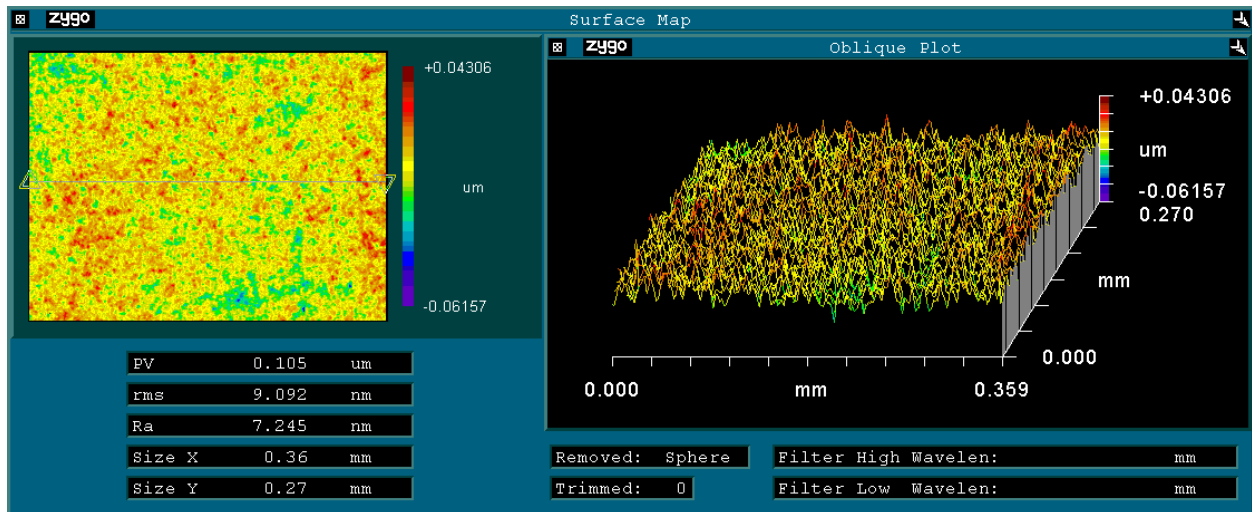 zygo Surface Map
+0.04306
um
-0.06157
zygo Oblique Plot
+0.04306
um
-0.06157
0.270
mm
0.000
0.000 mm 0.359
PV 0.105 um
rms 9.092 nm
Ra 7.245 nm
Size X 0.36 mm
Size Y 0.27 mm
Removed: Sphere
Trimmed: 0
Filter High Wavelen: mm
Filter Low Wavelen: mm